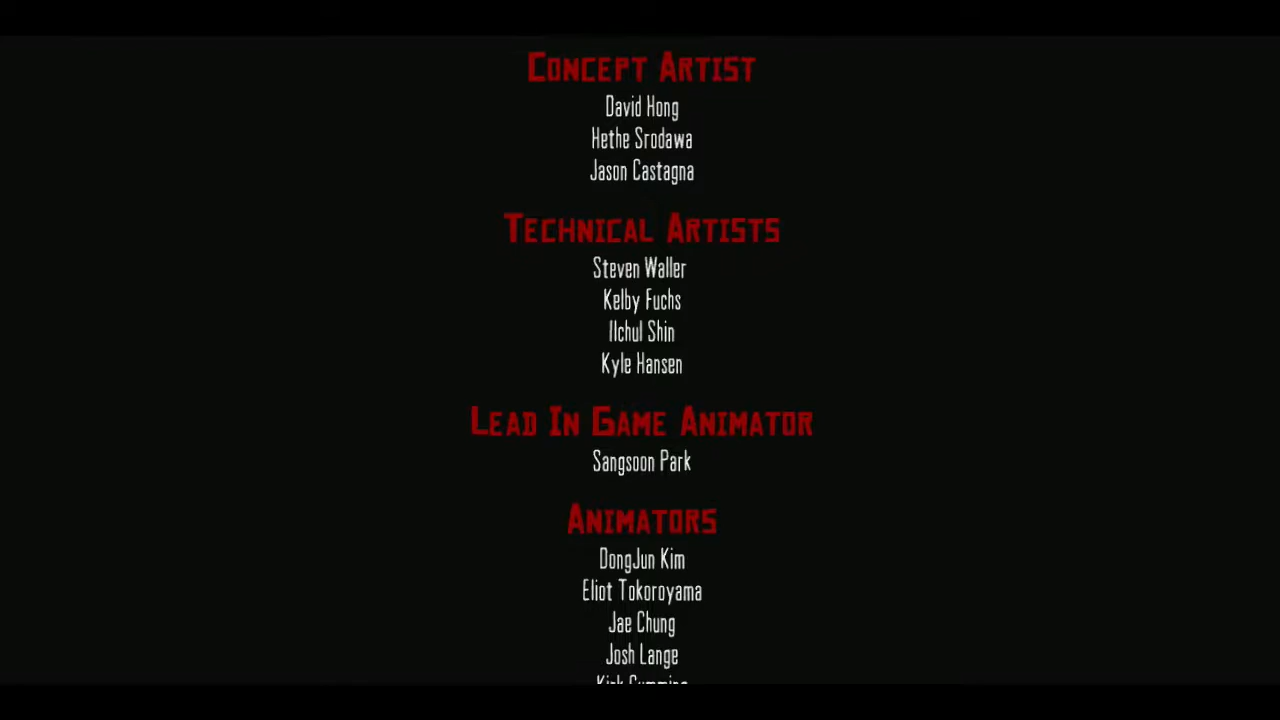 CONCEPT ARTIST
David Hong
Hethe Srodawa
Jason Castagna
TECHNICAL ARTISTS
Steven Waller
Kelby Fuchs
Ilchul Shin
Kyle Hansen
LEAD IN GAME ANIMATOR
Sangsoon Park
ANIMATORS
DongJun Kim
Eliot Tokoroyama
Jae Chung
Josh Lange